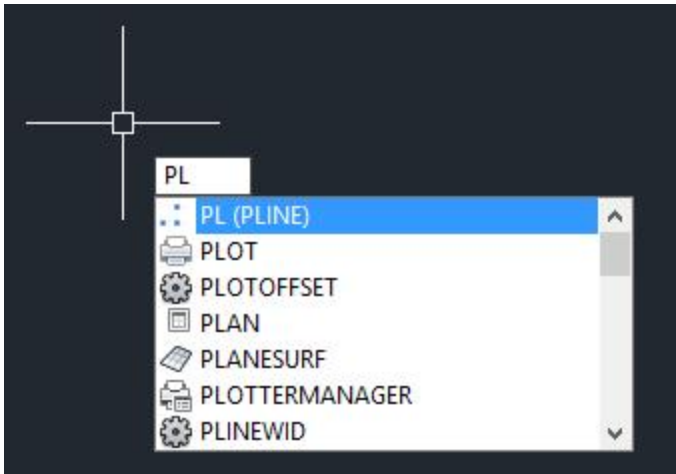 PL
PL (PLINE)
PLOT
PLOTOFFSET
PLAN
PLANESURF
PLOTTERMANAGER
PLINEWID